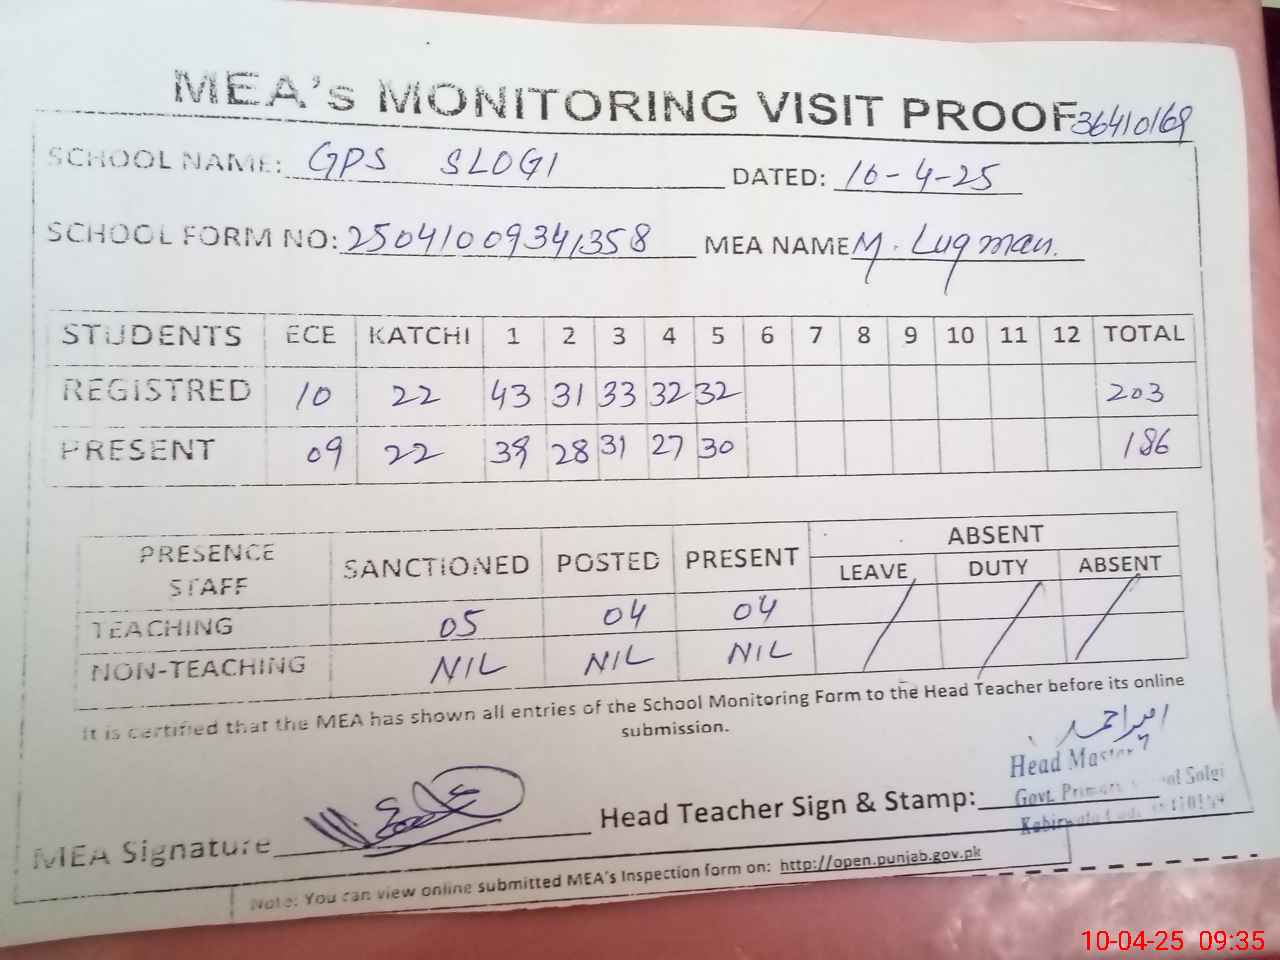 MEA's MONITORING VISIT PROOF 36410169
SCHOOL NAME: GPS SLOGI DATED: 10-4-25
SCHOOL FORM NO: 25041009341358 MEA NAME M. Luqman.
STUDENTS ECE KATCHI 1 2 3 4 5 6 7 8 9 10 11 12 TOTAL
REGISTRED 10 22 43 31 33 32 32 203
PRESENT 09 22 39 28 31 27 30 186
PRESENCE STAFF SANCTIONED POSTED PRESENT ABSENT
LEAVE DUTY ABSENT
TEACHING 05 04 04
NON-TEACHING NIL NIL NIL
It is certified that the MEA has shown all entries of the School Monitoring Form to the Head Teacher before its online
submission.
امیر احمد
Head Master
Govt. Primary School Solgi
MEA Signature Head Teacher Sign & Stamp:
Note: You can view online submitted MEA's Inspection form on: http://open.punjab.gov.pk
10-04-25 09:35